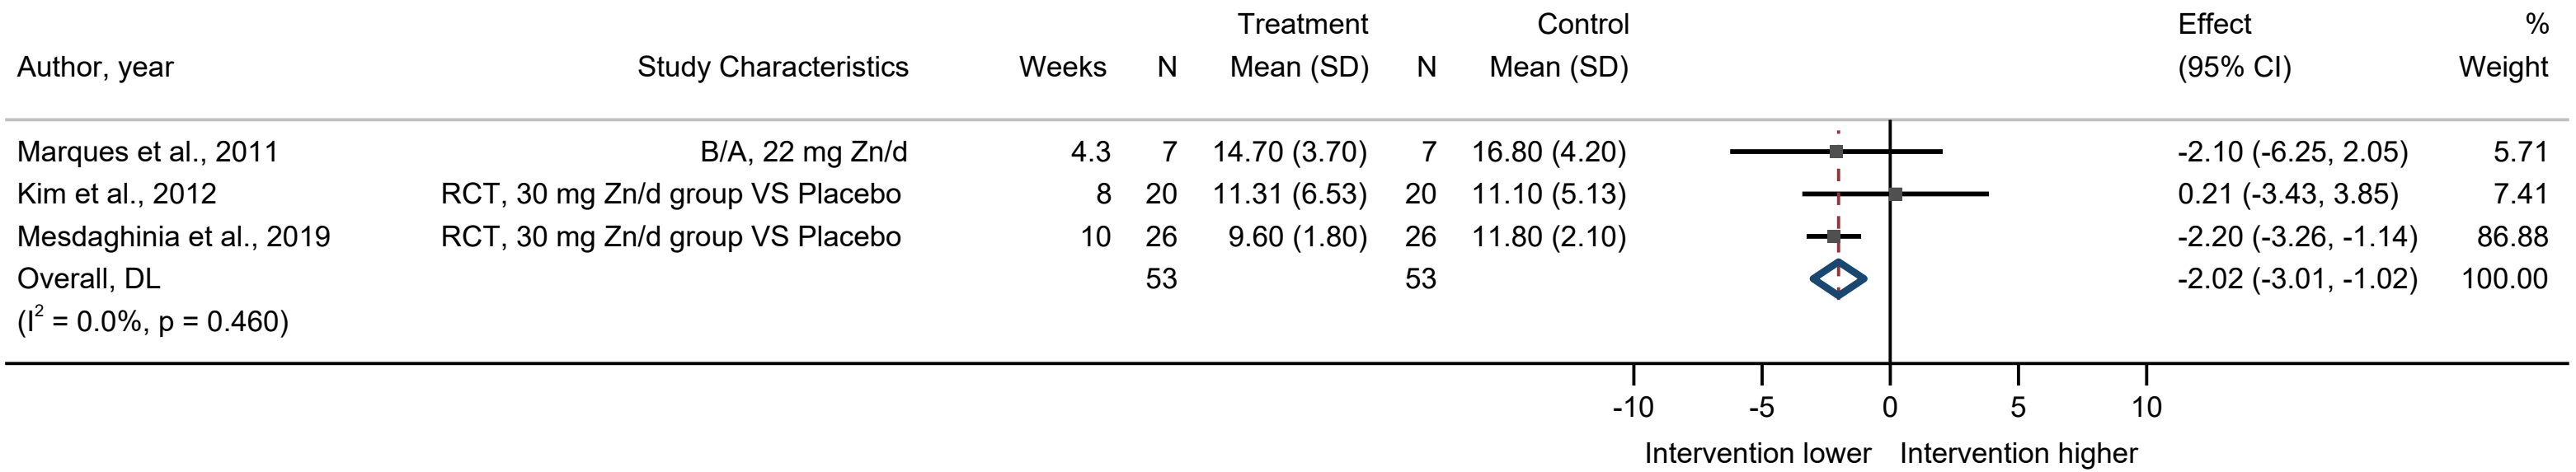 Treatment Control Effect %
Author, year Study Characteristics Weeks N Mean (SD) N Mean (SD) (95% CI) Weight
Marques et al., 2011 B/A, 22 mg Zn/d 4.3 7 14.70 (3.70) 7 16.80 (4.20) -2.10 (-6.25, 2.05) 5.71
Kim et al., 2012 RCT, 30 mg Zn/d group VS Placebo 8 20 11.31 (6.53) 20 11.10 (5.13) 0.21 (-3.43, 3.85) 7.41
Mesdaghinia et al., 2019 RCT, 30 mg Zn/d group VS Placebo 10 26 9.60 (1.80) 26 11.80 (2.10) -2.20 (-3.26, -1.14) 86.88
Overall, DL 53 53 -2.02 (-3.01, -1.02) 100.00
(I² = 0.0%, p = 0.460)
-10 -5 0 5 10
Intervention lower Intervention higher